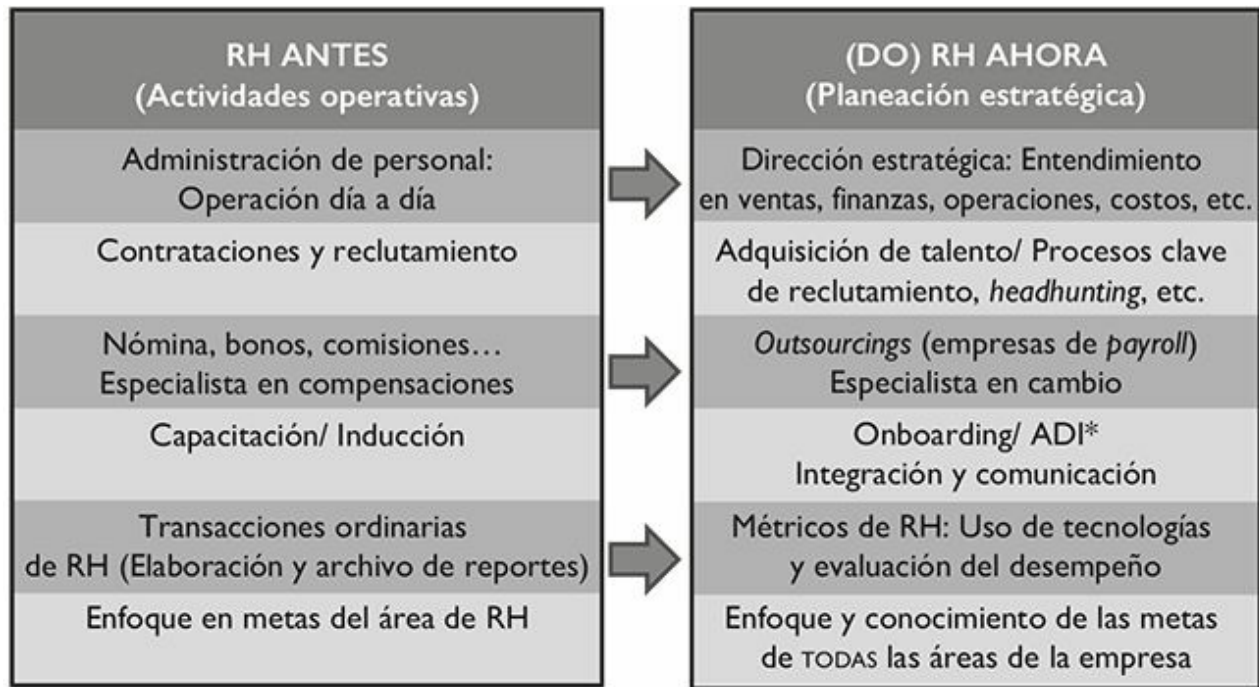 RH ANTES
(Actividades operativas)
Administración de personal:
Operación día a día
Contrataciones y reclutamiento
Nómina, bonos, comisiones…
Especialista en compensaciones
Capacitación/ Inducción
Transacciones ordinarias
de RH (Elaboración y archivo de reportes)
Enfoque en metas del área de RH
(DO) RH AHORA
(Planeación estratégica)
Dirección estratégica: Entendimiento
en ventas, finanzas, operaciones, costos, etc.
Adquisición de talento/ Procesos clave
de reclutamiento, headhunting, etc.
Outsourcings (empresas de payroll)
Especialista en cambio
Onboarding/ ADI*
Integración y comunicación
Métricos de RH: Uso de tecnologías
y evaluación del desempeño
Enfoque y conocimiento de las metas
de TODAS las áreas de la empresa